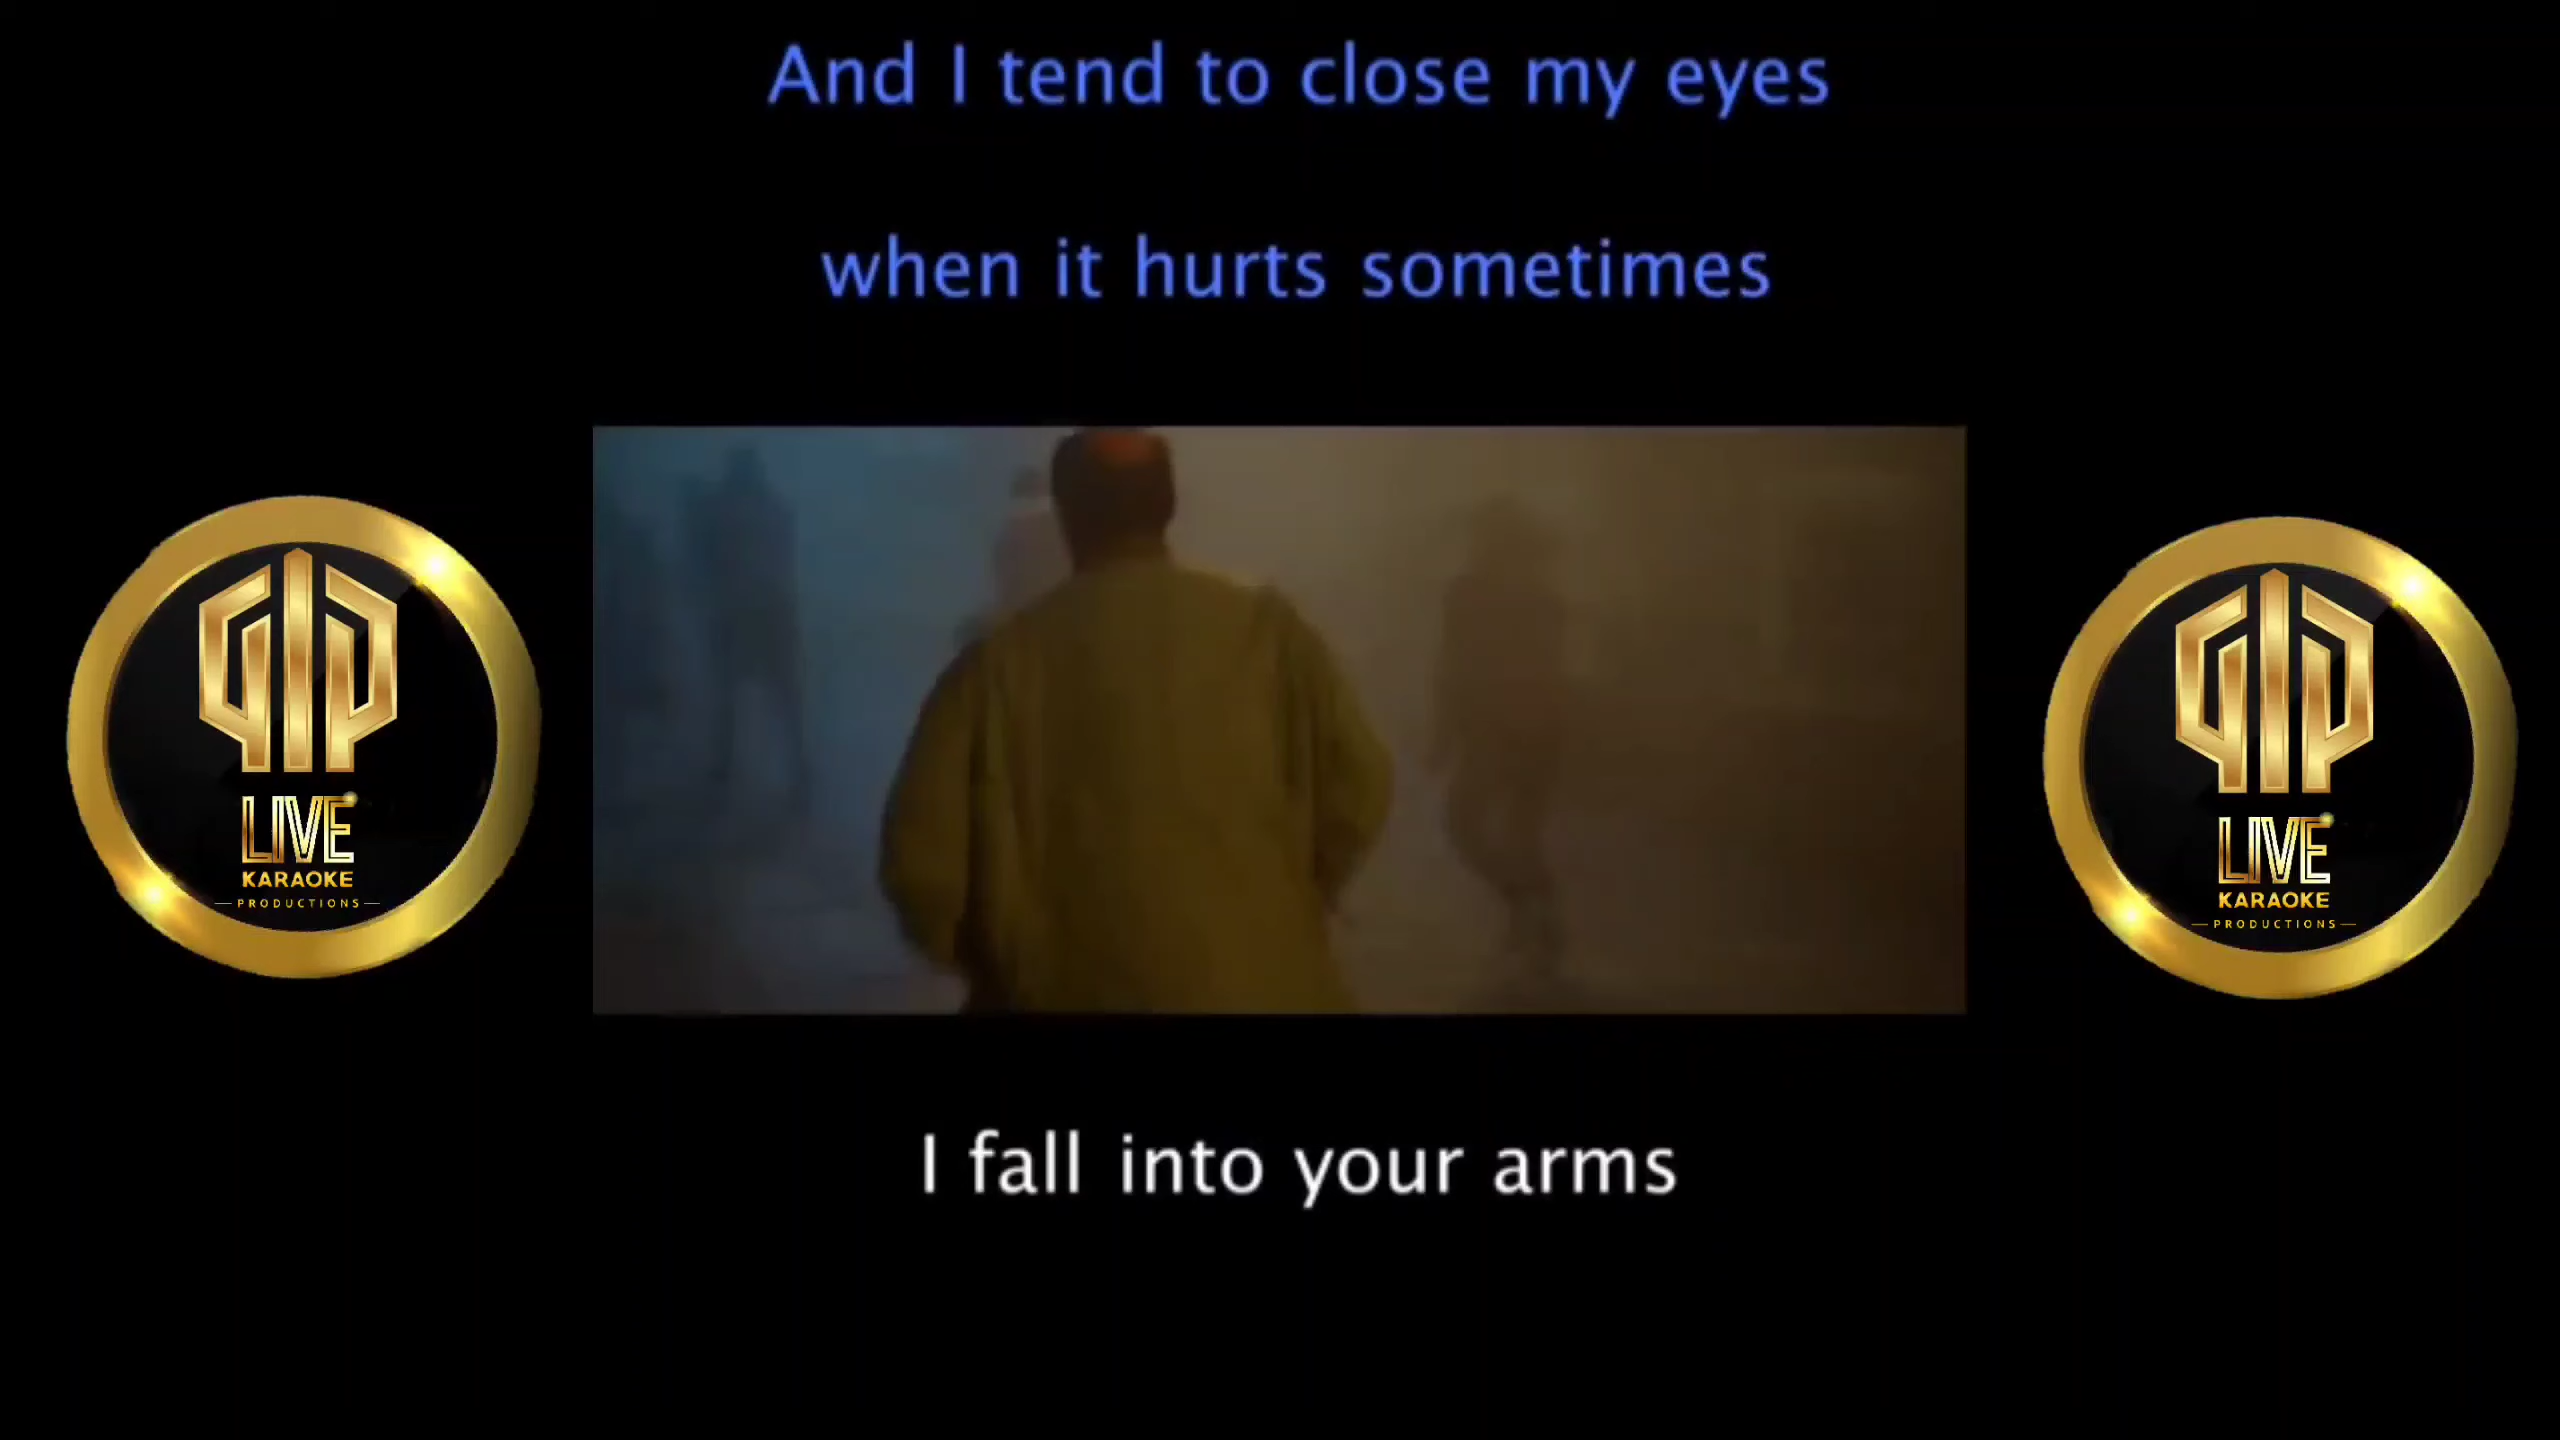 And I tend to close my eyes
when it hurts sometimes
LIVE
KARAOKE
PRODUCTIONS
LIVE
KARAOKE
PRODUCTIONS
I fall into your arms